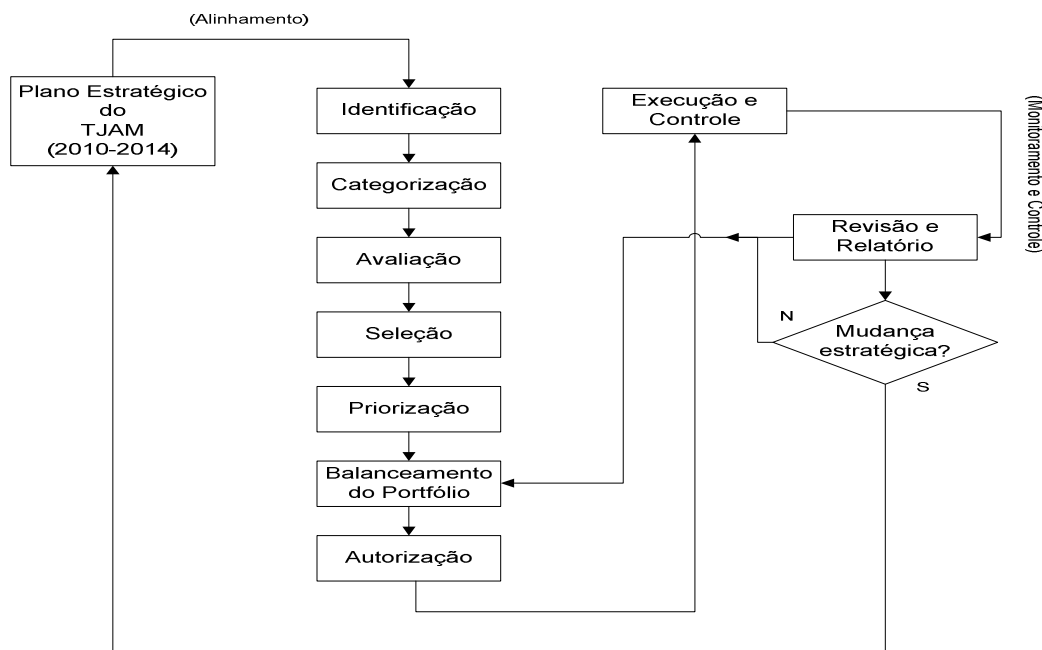 (Alinhamento)
Plano Estratégico
do
TJAM
(2010-2014)
Identificação
Categorização
Avaliação
Seleção
Priorização
Balanceamento
do Portfólio
Autorização
Execução e
Controle
(Monitoramento e Controle)
Revisão e
Relatório
N
Mudança
estratégica?
S